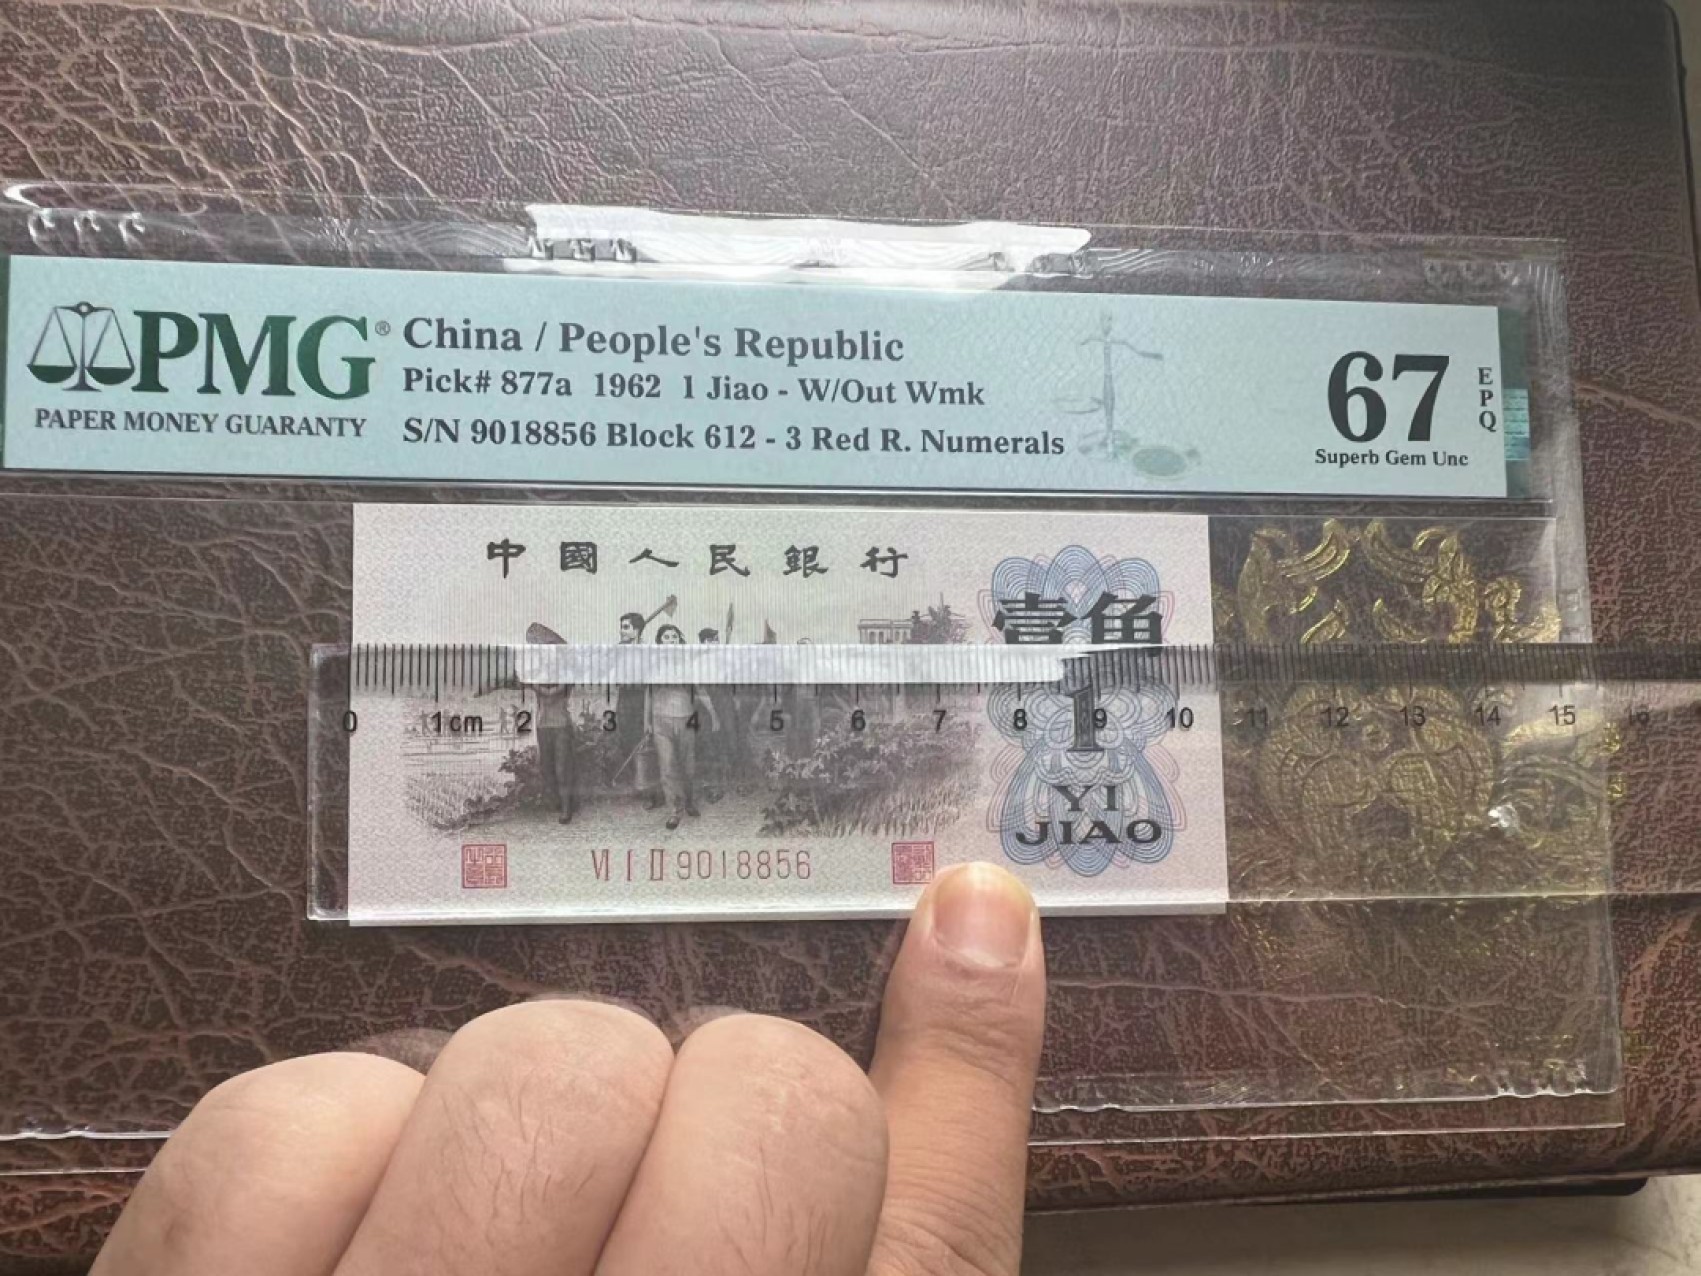 PMG®
PAPER MONEY GUARANTY
China / People's Republic
Pick# 877a 1962 1 Jiao - W/Out Wmk
S/N 9018856 Block 612 - 3 Red R. Numerals
67
EPQ
Superb Gem Unc
中國人民銀行
壹角
0 1cm 2 3 4 5 6 7 8 9 10 11 12 13 14 15 16
1
YI
JIAO
VI I II 9018856